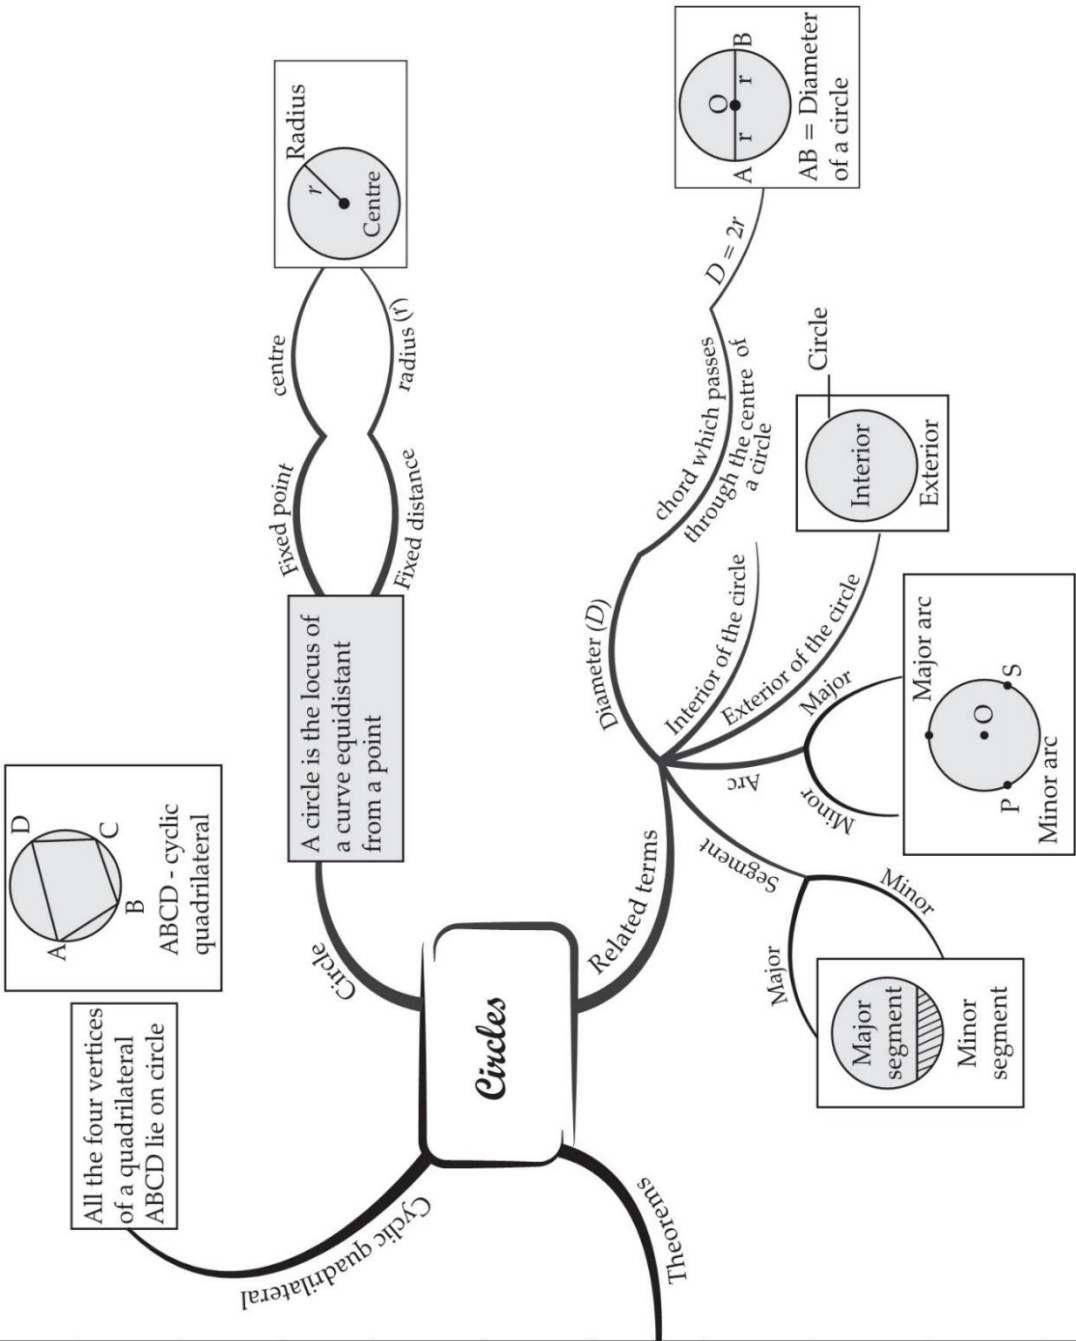 Circles
Circle
A circle is the locus of
a curve equidistant
from a point
Fixed point
centre
Fixed distance
radius (r)
Radius
r
Centre
Cyclic quadrilateral
All the four vertices
of a quadrilateral
ABCD lie on circle
A
D
B
C
ABCD - cyclic
quadrilateral
Theorems
Related terms
Diameter (D)
chord which passes
through the centre of
a circle
D = 2r
A
O
B
r
r
AB = Diameter
of a circle
Interior of the circle
Exterior of the circle
Circle
Interior
Exterior
Arc
Major
Minor
Major arc
O
P
S
Minor arc
Segment
Major
Minor
Major
segment
Minor
segment